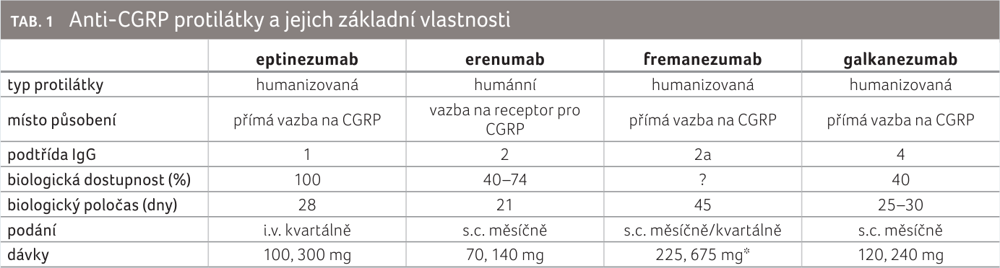 TAB. 1 Anti-CGRP protilátky a jejich základní vlastnosti
eptinezumab erenumab fremanezumab galkanezumab
typ protilátky humanizovaná humánní humanizovaná humanizovaná
místo působení přímá vazba na CGRP vazba na receptor pro CGRP přímá vazba na CGRP přímá vazba na CGRP
podtřída IgG 1 2 2a 4
biologická dostupnost (%) 100 40–74 ? 40
biologický poločas (dny) 28 21 45 25–30
podání i.v. kvartálně s.c. měsíčně s.c. měsíčně/kvartálně s.c. měsíčně
dávky 100, 300 mg 70, 140 mg 225, 675 mg* 120, 240 mg